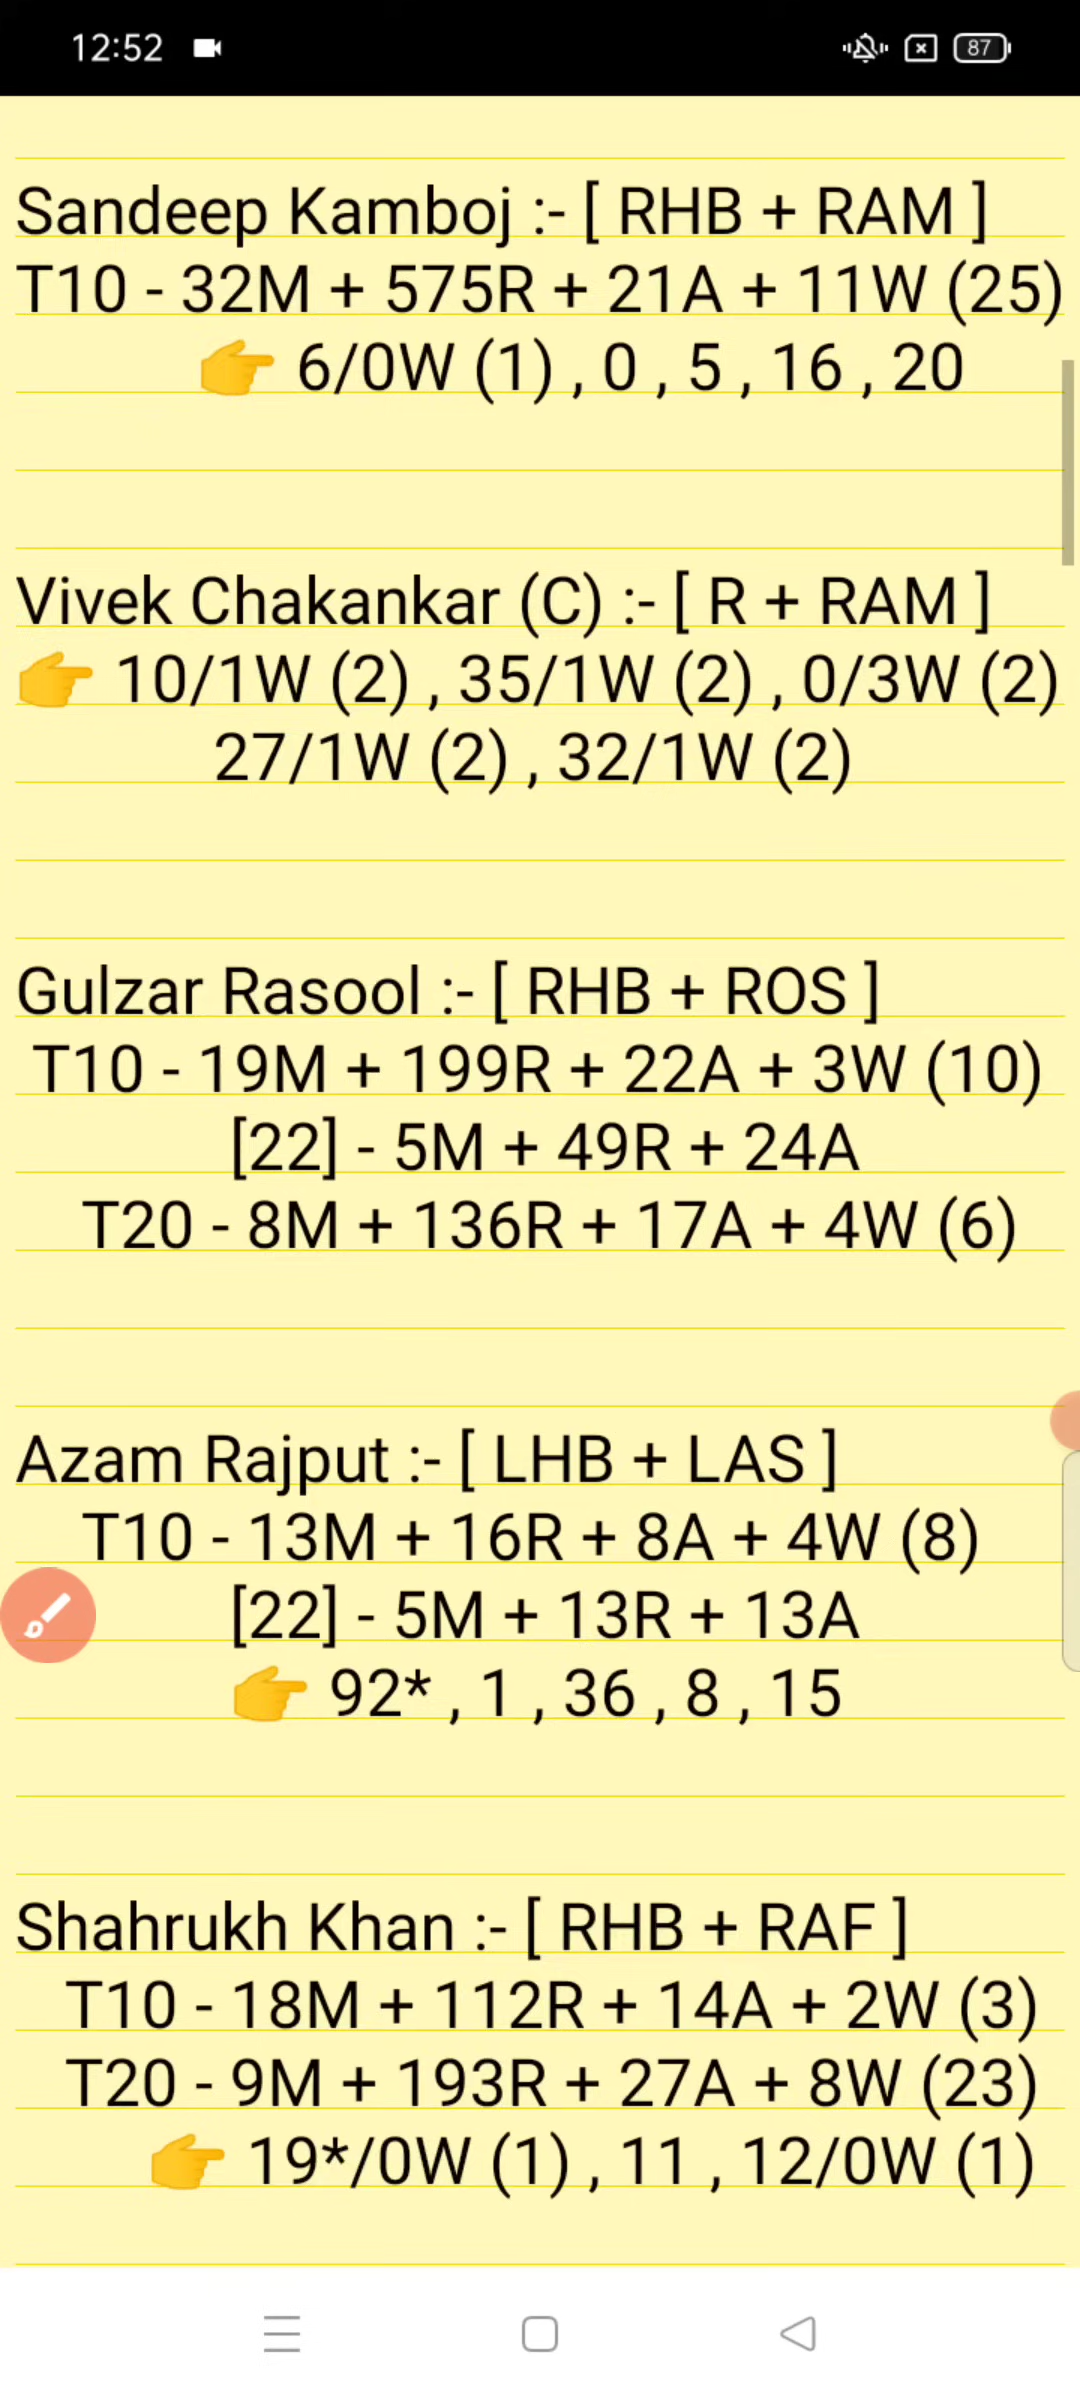 12:52
87
Sandeep Kamboj :- [ RHB + RAM ]
T10 - 32M + 575R + 21A + 11W (25)
👉 6/0W (1) , 0 , 5 , 16 , 20
Vivek Chakankar (C) :- [ R + RAM ]
👉 10/1W (2) , 35/1W (2) , 0/3W (2)
27/1W (2) , 32/1W (2)
Gulzar Rasool :- [ RHB + ROS ]
T10 - 19M + 199R + 22A + 3W (10)
[22] - 5M + 49R + 24A
T20 - 8M + 136R + 17A + 4W (6)
Azam Rajput :- [ LHB + LAS ]
T10 - 13M + 16R + 8A + 4W (8)
[22] - 5M + 13R + 13A
👉 92* , 1 , 36 , 8 , 15
Shahrukh Khan :- [ RHB + RAF ]
T10 - 18M + 112R + 14A + 2W (3)
T20 - 9M + 193R + 27A + 8W (23)
👉 19*/0W (1) , 11 , 12/0W (1)